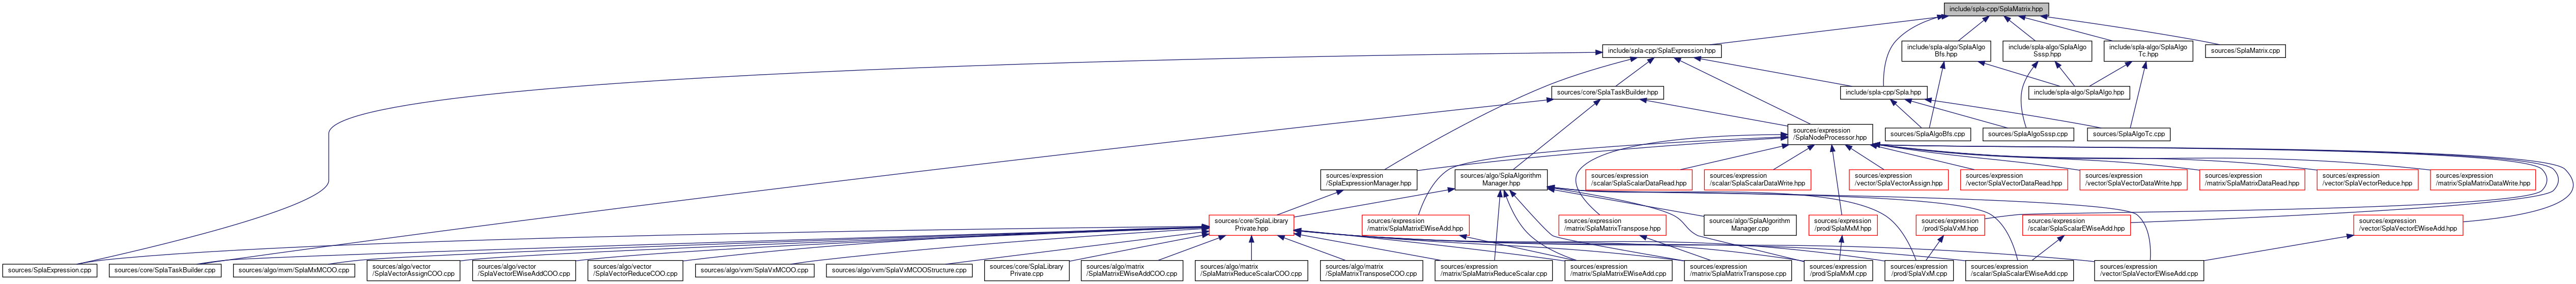 include/spla-cpp/SplaMatrix.hpp
include/spla-cpp/SplaExpression.hpp
include/spla-algo/SplaAlgo
Bfs.hpp
include/spla-algo/SplaAlgo
Sssp.hpp
include/spla-algo/SplaAlgo
Tc.hpp
sources/SplaMatrix.cpp
sources/core/SplaTaskBuilder.hpp
include/spla-cpp/Spla.hpp
include/spla-algo/SplaAlgo.hpp
sources/expression
/SplaNodeProcessor.hpp
sources/SplaAlgoBfs.cpp
sources/SplaAlgoSssp.cpp
sources/SplaAlgoTc.cpp
sources/expression
/SplaExpressionManager.hpp
sources/algo/SplaAlgorithm
Manager.hpp
sources/expression
/scalar/SplaScalarDataRead.hpp
sources/expression
/scalar/SplaScalarDataWrite.hpp
sources/expression
/vector/SplaVectorAssign.hpp
sources/expression
/vector/SplaVectorDataRead.hpp
sources/expression
/vector/SplaVectorDataWrite.hpp
sources/expression
/matrix/SplaMatrixDataRead.hpp
sources/expression
/vector/SplaVectorReduce.hpp
sources/expression
/matrix/SplaMatrixDataWrite.hpp
sources/core/SplaLibrary
Private.hpp
sources/expression
/matrix/SplaMatrixEWiseAdd.hpp
sources/expression
/matrix/SplaMatrixTranspose.hpp
sources/algo/SplaAlgorithm
Manager.cpp
sources/expression
/prod/SplaMxM.hpp
sources/expression
/prod/SplaVxM.hpp
sources/expression
/scalar/SplaScalarEWiseAdd.hpp
sources/expression
/vector/SplaVectorEWiseAdd.hpp
sources/SplaExpression.cpp
sources/core/SplaTaskBuilder.cpp
sources/algo/mxm/SplaMxMCOO.cpp
sources/algo/vector
/SplaVectorAssignCOO.cpp
sources/algo/vector
/SplaVectorEWiseAddCOO.cpp
sources/algo/vector
/SplaVectorReduceCOO.cpp
sources/algo/vxm/SplaVxMCOO.cpp
sources/algo/vxm/SplaVxMCOOStructure.cpp
sources/core/SplaLibrary
Private.cpp
sources/algo/matrix
/SplaMatrixEWiseAddCOO.cpp
sources/algo/matrix
/SplaMatrixReduceScalarCOO.cpp
sources/algo/matrix
/SplaMatrixTransposeCOO.cpp
sources/expression
/matrix/SplaMatrixReduceScalar.cpp
sources/expression
/matrix/SplaMatrixEWiseAdd.cpp
sources/expression
/matrix/SplaMatrixTranspose.cpp
sources/expression
/prod/SplaMxM.cpp
sources/expression
/prod/SplaVxM.cpp
sources/expression
/scalar/SplaScalarEWiseAdd.cpp
sources/expression
/vector/SplaVectorEWiseAdd.cpp